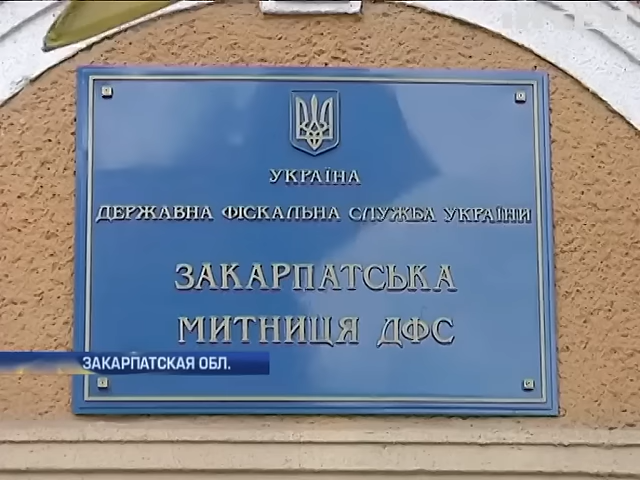 УКРАЇНА
ДЕРЖАВНА ФІСКАЛЬНА СЛУЖБА УКРАЇНИ
ЗАКАРПАТСЬКА
МИТНИЦЯ ДФС
ЗАКАРПАТСКАЯ ОБЛ.